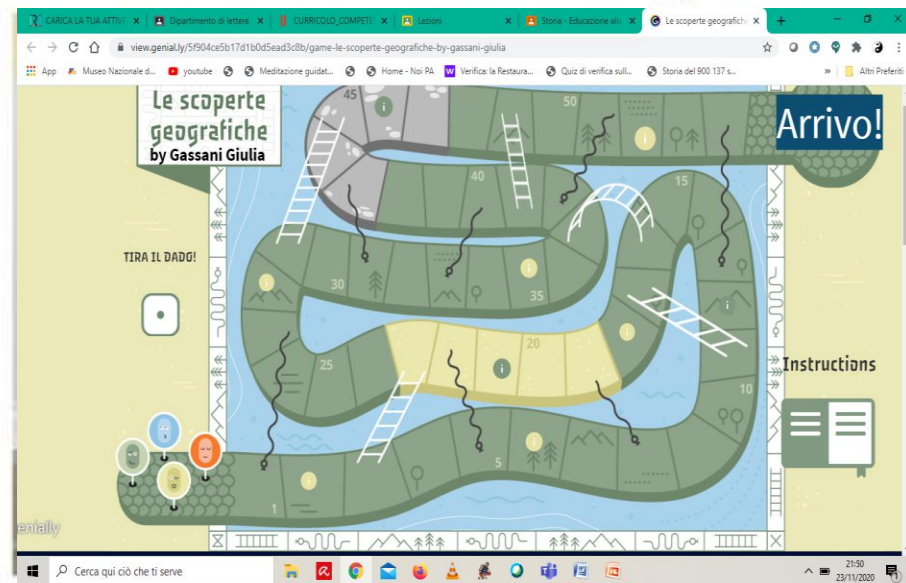 CARICA LA TUA ATTIVI
Dipartimento di lettere
CURRICOLO_COMPETE
Lezioni
Storia - Educazione alla
Le scoperte geografich
view.genial.ly/5f904ce5b17d1b0d5ead3c8b/game-le-scoperte-geografiche-by-gassani-giulia
App
Museo Nazionale d...
youtube
Meditazione guidat...
Home - Noi PA
Verifica: la Restaura...
Quiz di verifica sull...
Storia del 900 137 s...
»
Altri Preferiti
Le scoperte
geografiche
by Gassani Giulia
45
50
Arrivo!
40
15
TIRA IL DADO!
30
35
25
20
Instructions
10
5
1
enially
Cerca qui ciò che ti serve
21:50
23/11/2020